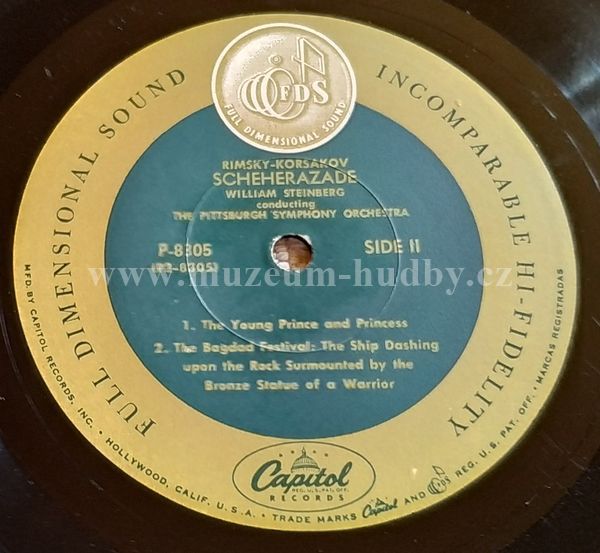 FDS
FULL DIMENSIONAL SOUND
FULL DIMENSIONAL SOUND
INCOMPARABLE HI-FIDELITY
RIMSKY-KORSAKOV
SCHEHERAZADE
WILLIAM STEINBERG
conducting
THE PITTSBURGH SYMPHONY ORCHESTRA
P-8305
SIDE II
www.muzeum-hudby.cz
1. The Young Prince and Princess
2. The Bagdad Festival: The Ship Dashing
upon the Rock Surmounted by the
Bronze Statue of a Warrior
Capitol
REG. U.S. PAT. OFF.
RECORDS
MFD. BY CAPITOL RECORDS, INC. • HOLLYWOOD, CALIF. U.S.A. • TRADE MARKS Capitol AND FDS REG. U.S. PAT. OFF. • MARCAS REGISTRADAS